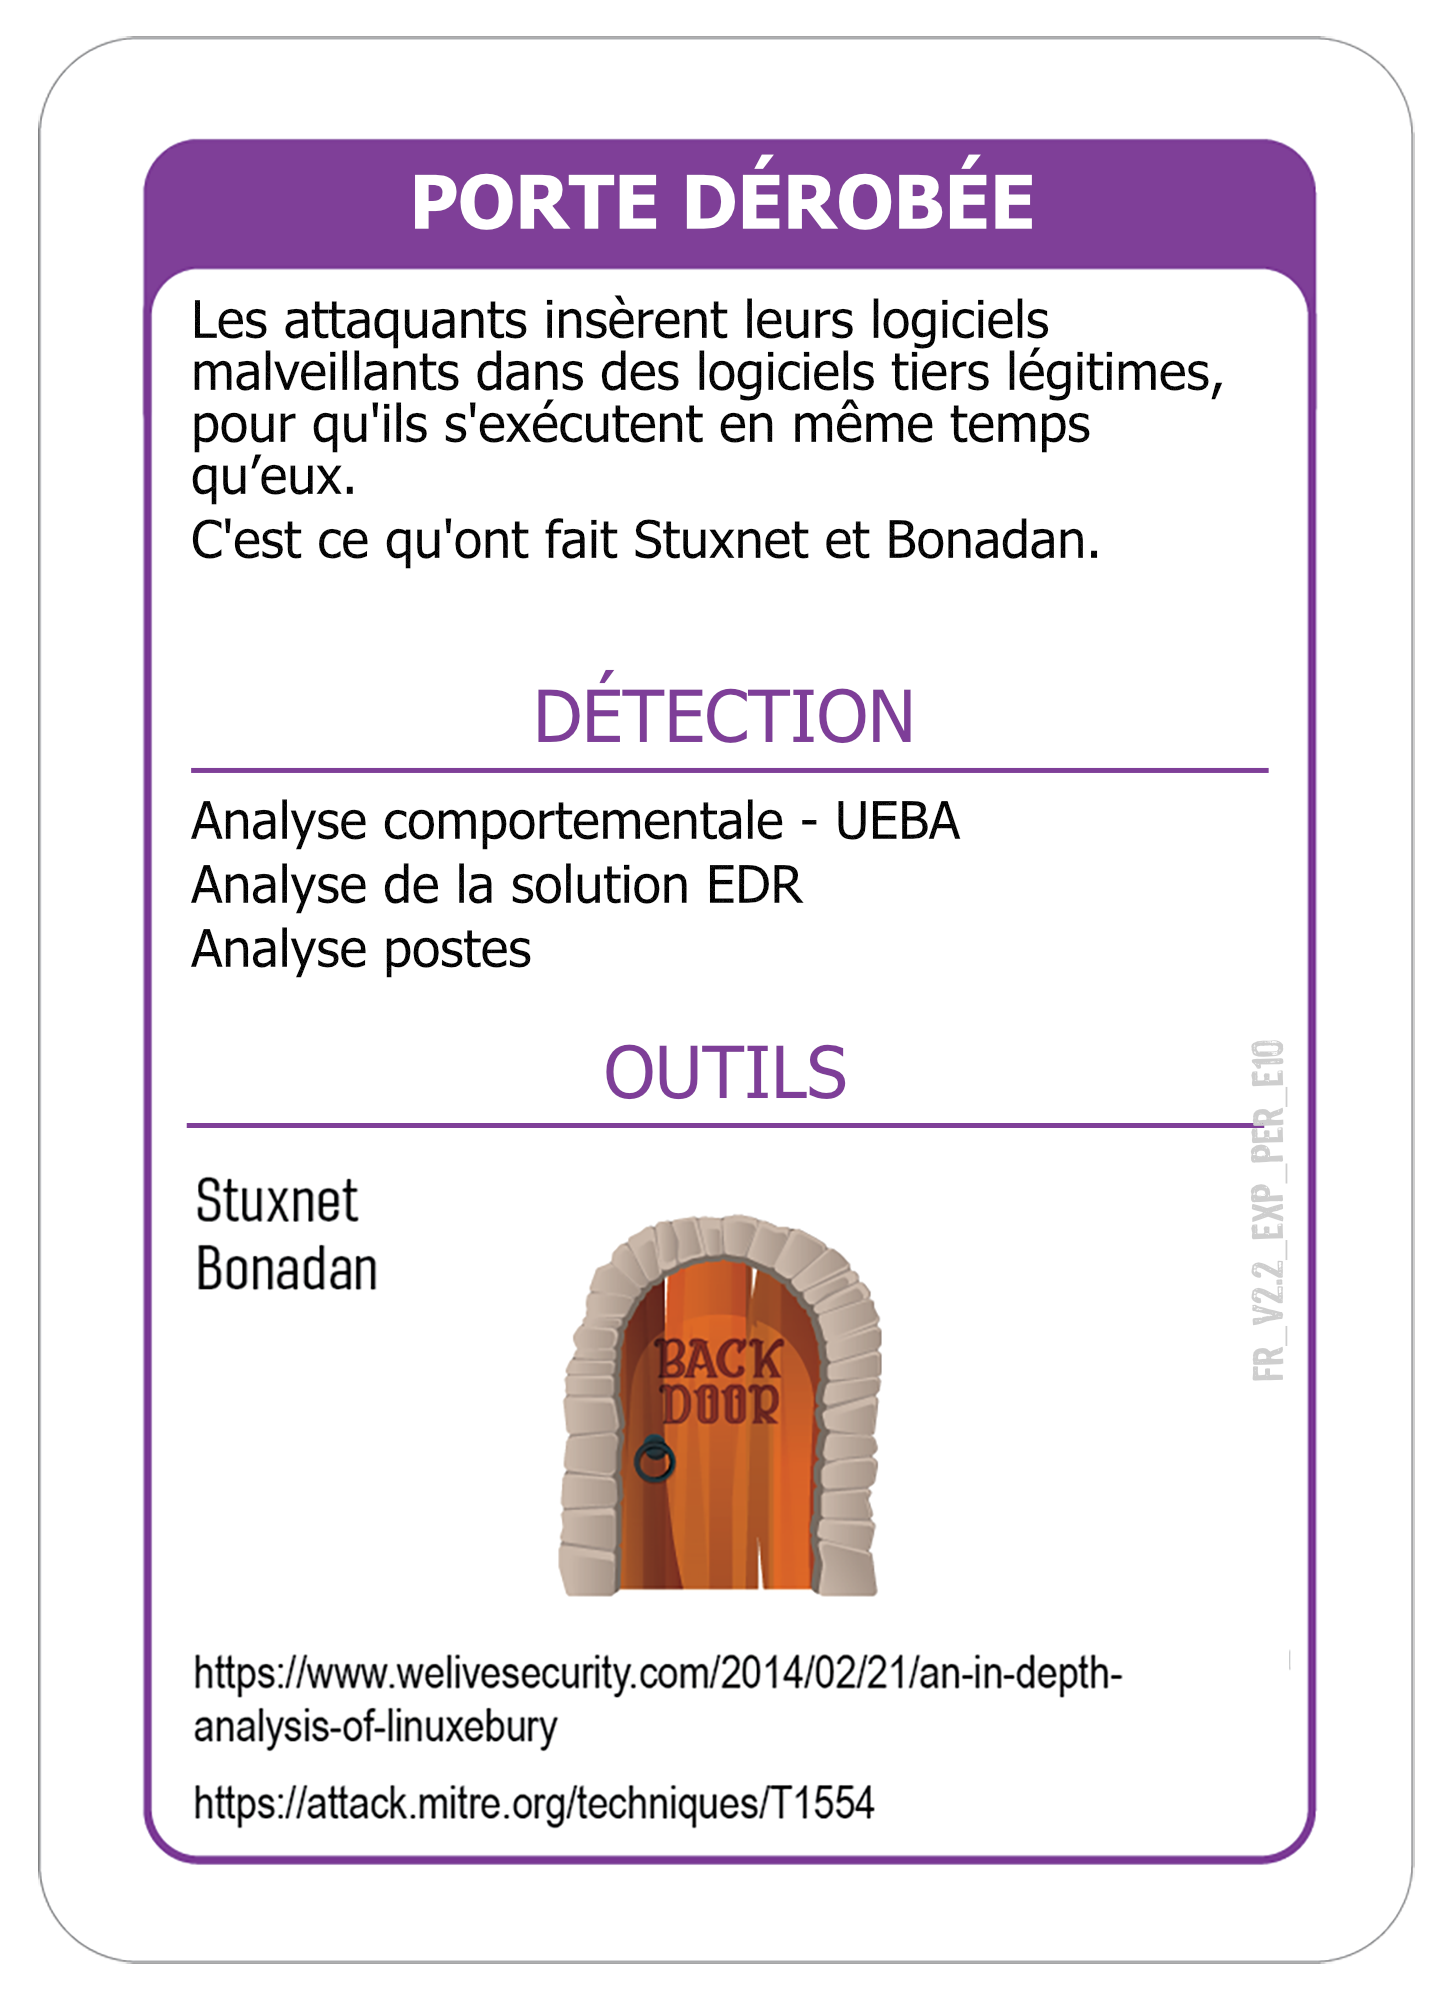 PORTE DÉROBÉE
Les attaquants insèrent leurs logiciels
malveillants dans des logiciels tiers légitimes,
pour qu'ils s'exécutent en même temps
qu’eux.
C'est ce qu'ont fait Stuxnet et Bonadan.
DÉTECTION
Analyse comportementale - UEBA
Analyse de la solution EDR
Analyse postes
OUTILS
FR_V2.2_EXP_PER_E10
Stuxnet
Bonadan
BACK
DOOR
https://www.welivesecurity.com/2014/02/21/an-in-depth-
analysis-of-linuxebury
https://attack.mitre.org/techniques/T1554